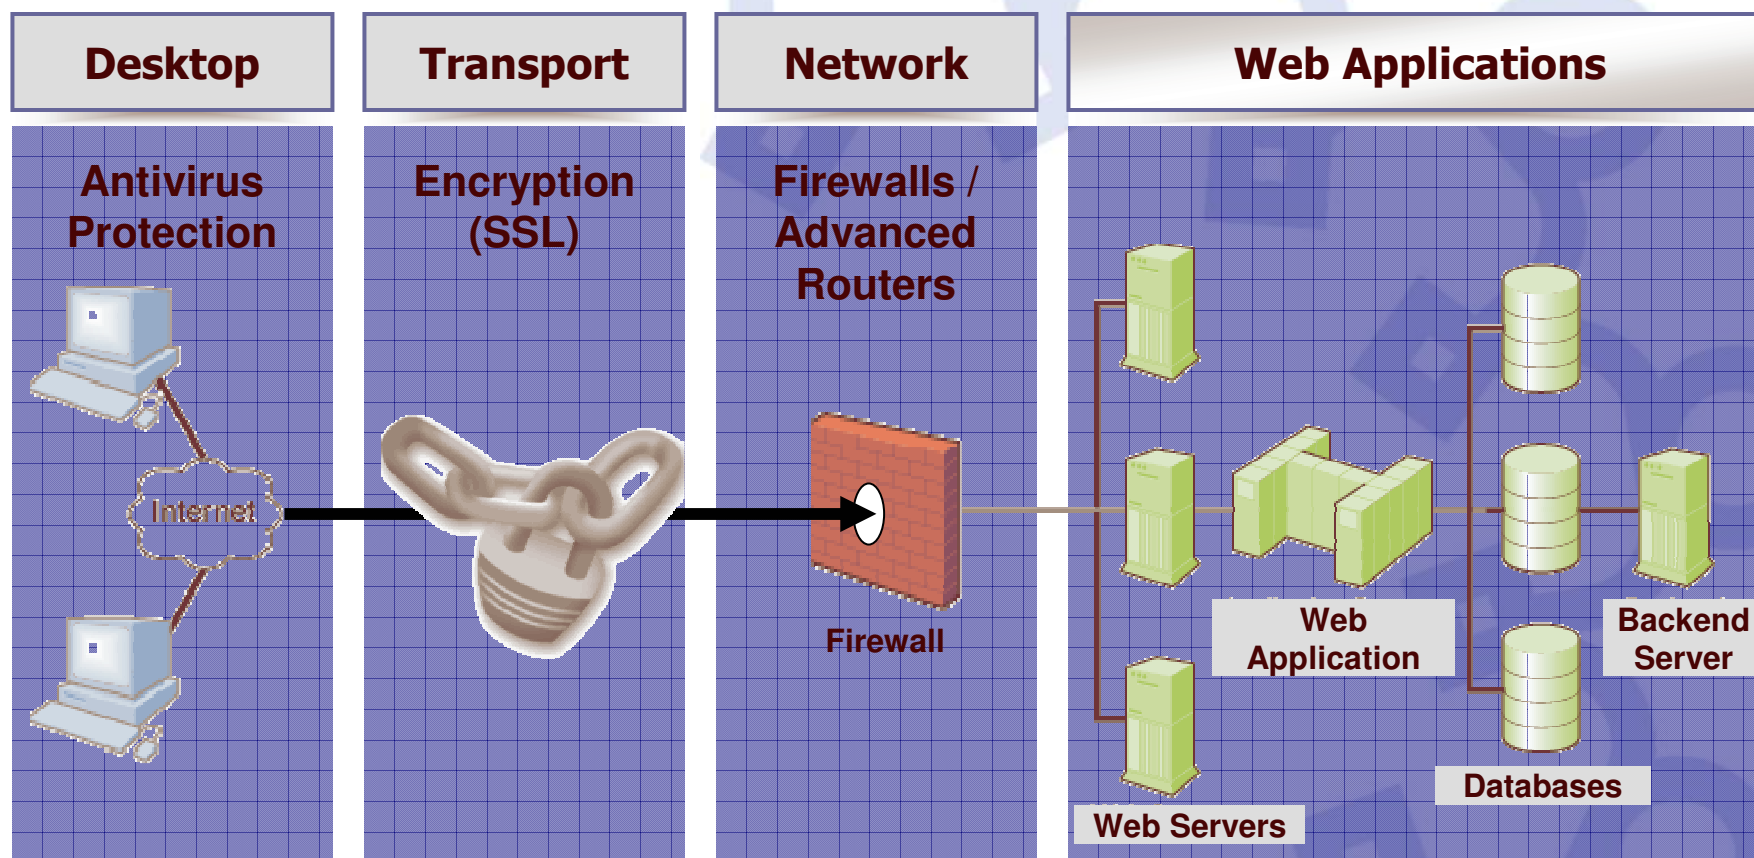 Desktop
Transport
Network
Web Applications
Antivirus
Protection
Encryption
(SSL)
Firewalls /
Advanced
Routers
Internet
Firewall
Web
Application
Backend
Server
Databases
Web Servers